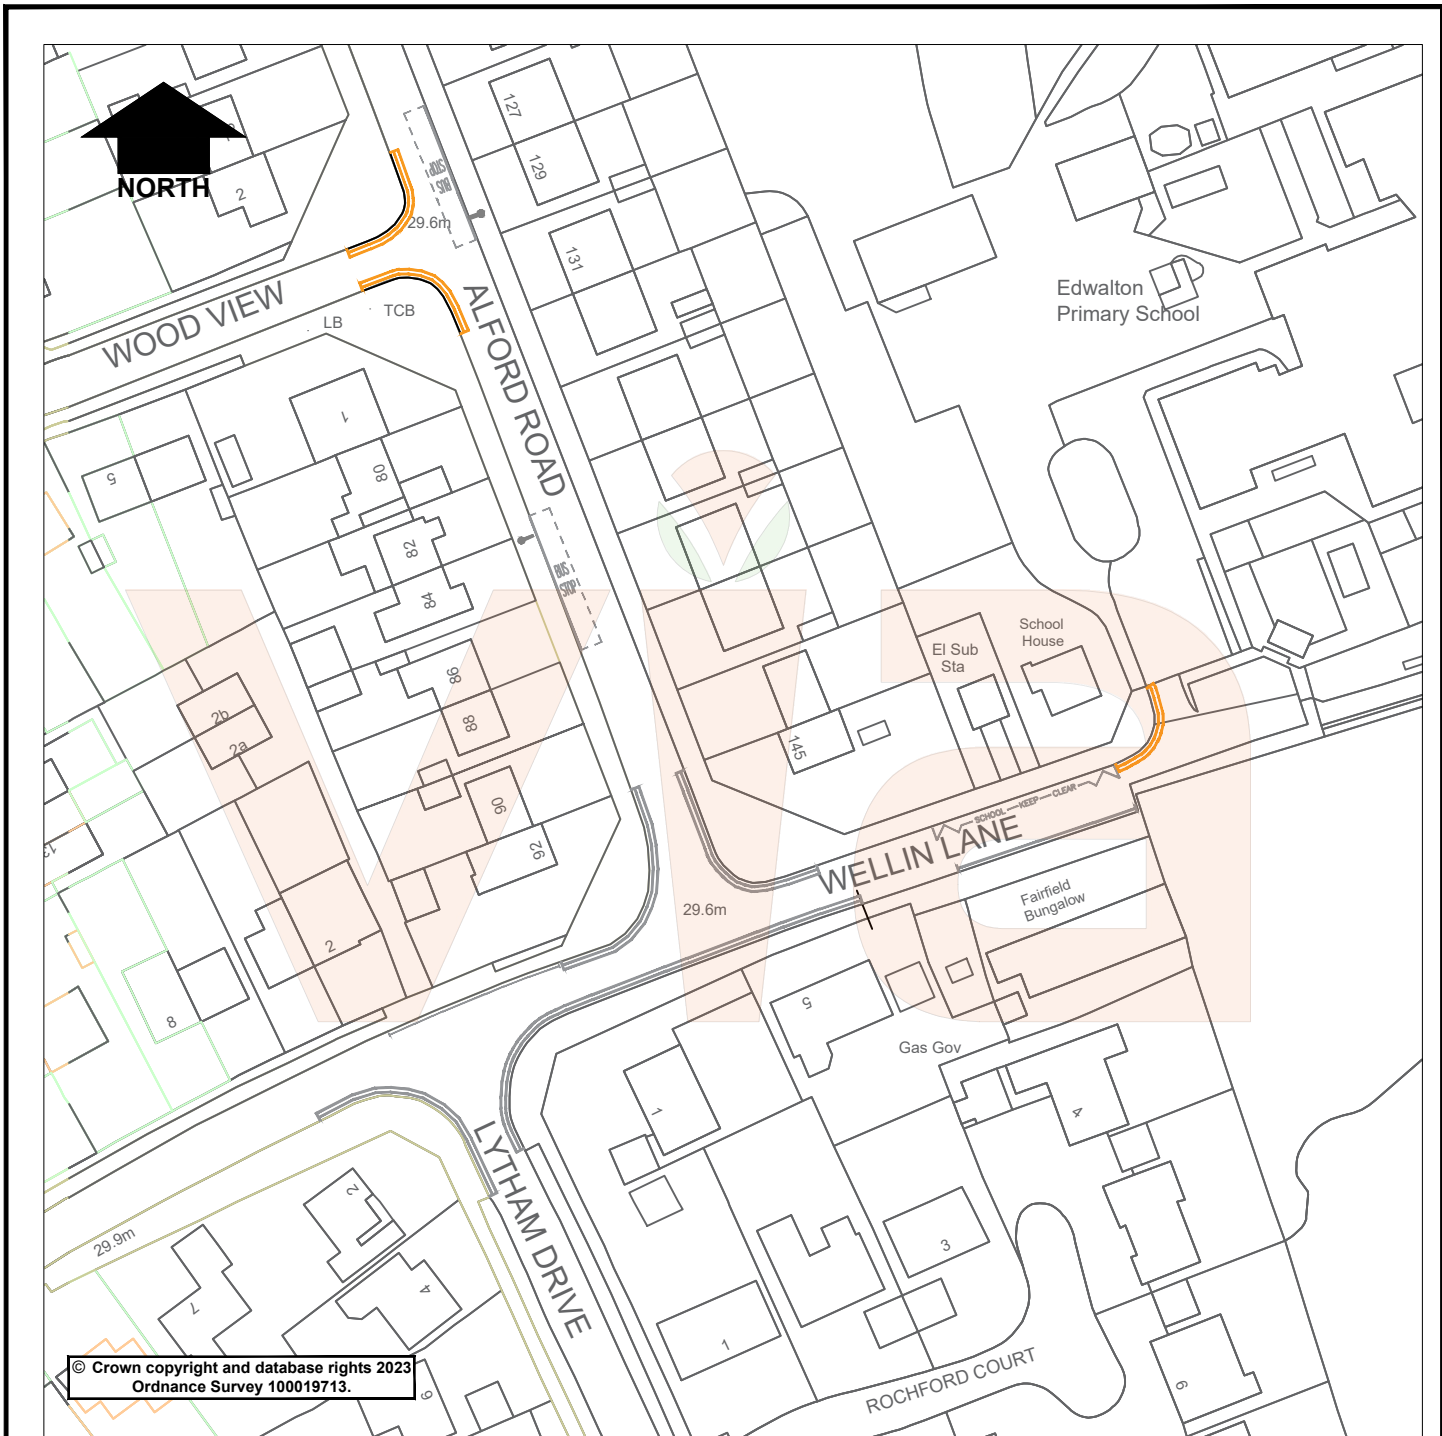 NORTH
2
127
129
131
BUS
STOP
29.6m
WOOD VIEW
LB
TCB
ALFORD ROAD
Edwalton
Primary School
1
5
80
82
84
86
88
90
92
BUS
STOP
2b
2a
2
8
13
El Sub
Sta
School
House
145
SCHOOL KEEP CLEAR
WELLIN LANE
29.6m
Fairfield
Bungalow
5
Gas Gov
1
4
LYTHAM DRIVE
2
4
7
29.9m
3
1
6
ROCHFORD COURT
9
© Crown copyright and database rights 2023
Ordnance Survey 100019713.
via